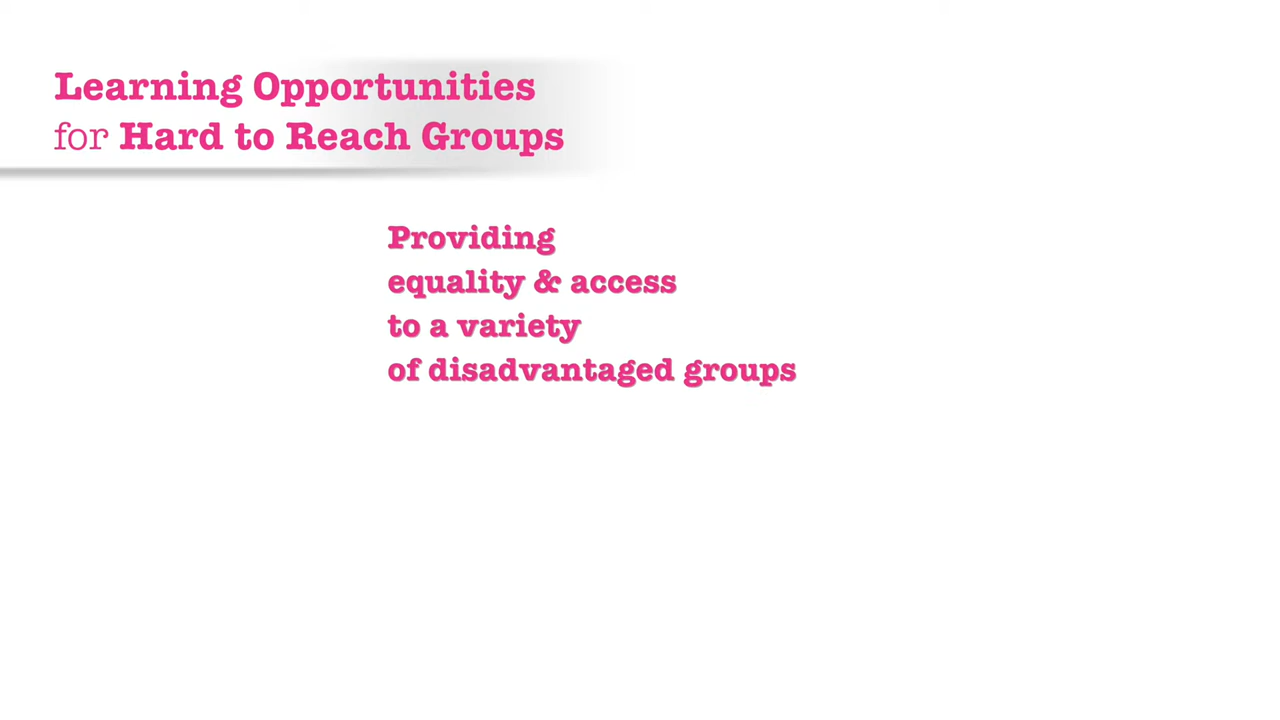 Learning Opportunities
for Hard to Reach Groups
Providing
equality & access
to a variety
of disadvantaged groups